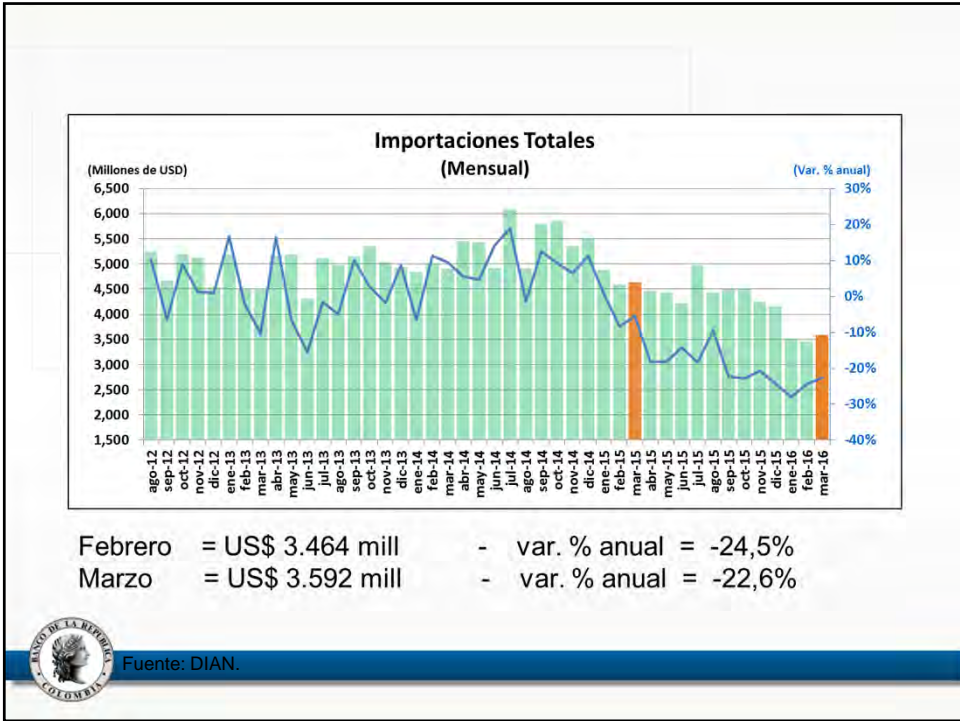 Importaciones Totales
(Mensual)
(Millones de USD)
(Var. % anual)
6,500
6,000
5,500
5,000
4,500
4,000
3,500
3,000
2,500
2,000
1,500
30%
20%
10%
0%
-10%
-20%
-30%
-40%
ago-12
sep-12
oct-12
nov-12
dic-12
ene-13
feb-13
mar-13
abr-13
may-13
jun-13
jul-13
ago-13
sep-13
oct-13
nov-13
dic-13
ene-14
feb-14
mar-14
abr-14
may-14
jun-14
jul-14
ago-14
sep-14
oct-14
nov-14
dic-14
ene-15
feb-15
mar-15
abr-15
may-15
jun-15
jul-15
ago-15
sep-15
oct-15
nov-15
dic-15
ene-16
feb-16
mar-16
Febrero = US$ 3.464 mill - var. % anual = -24,5%
Marzo = US$ 3.592 mill - var. % anual = -22,6%
BANCO DE LA REPUBLICA
COLOMBIA
Fuente: DIAN.